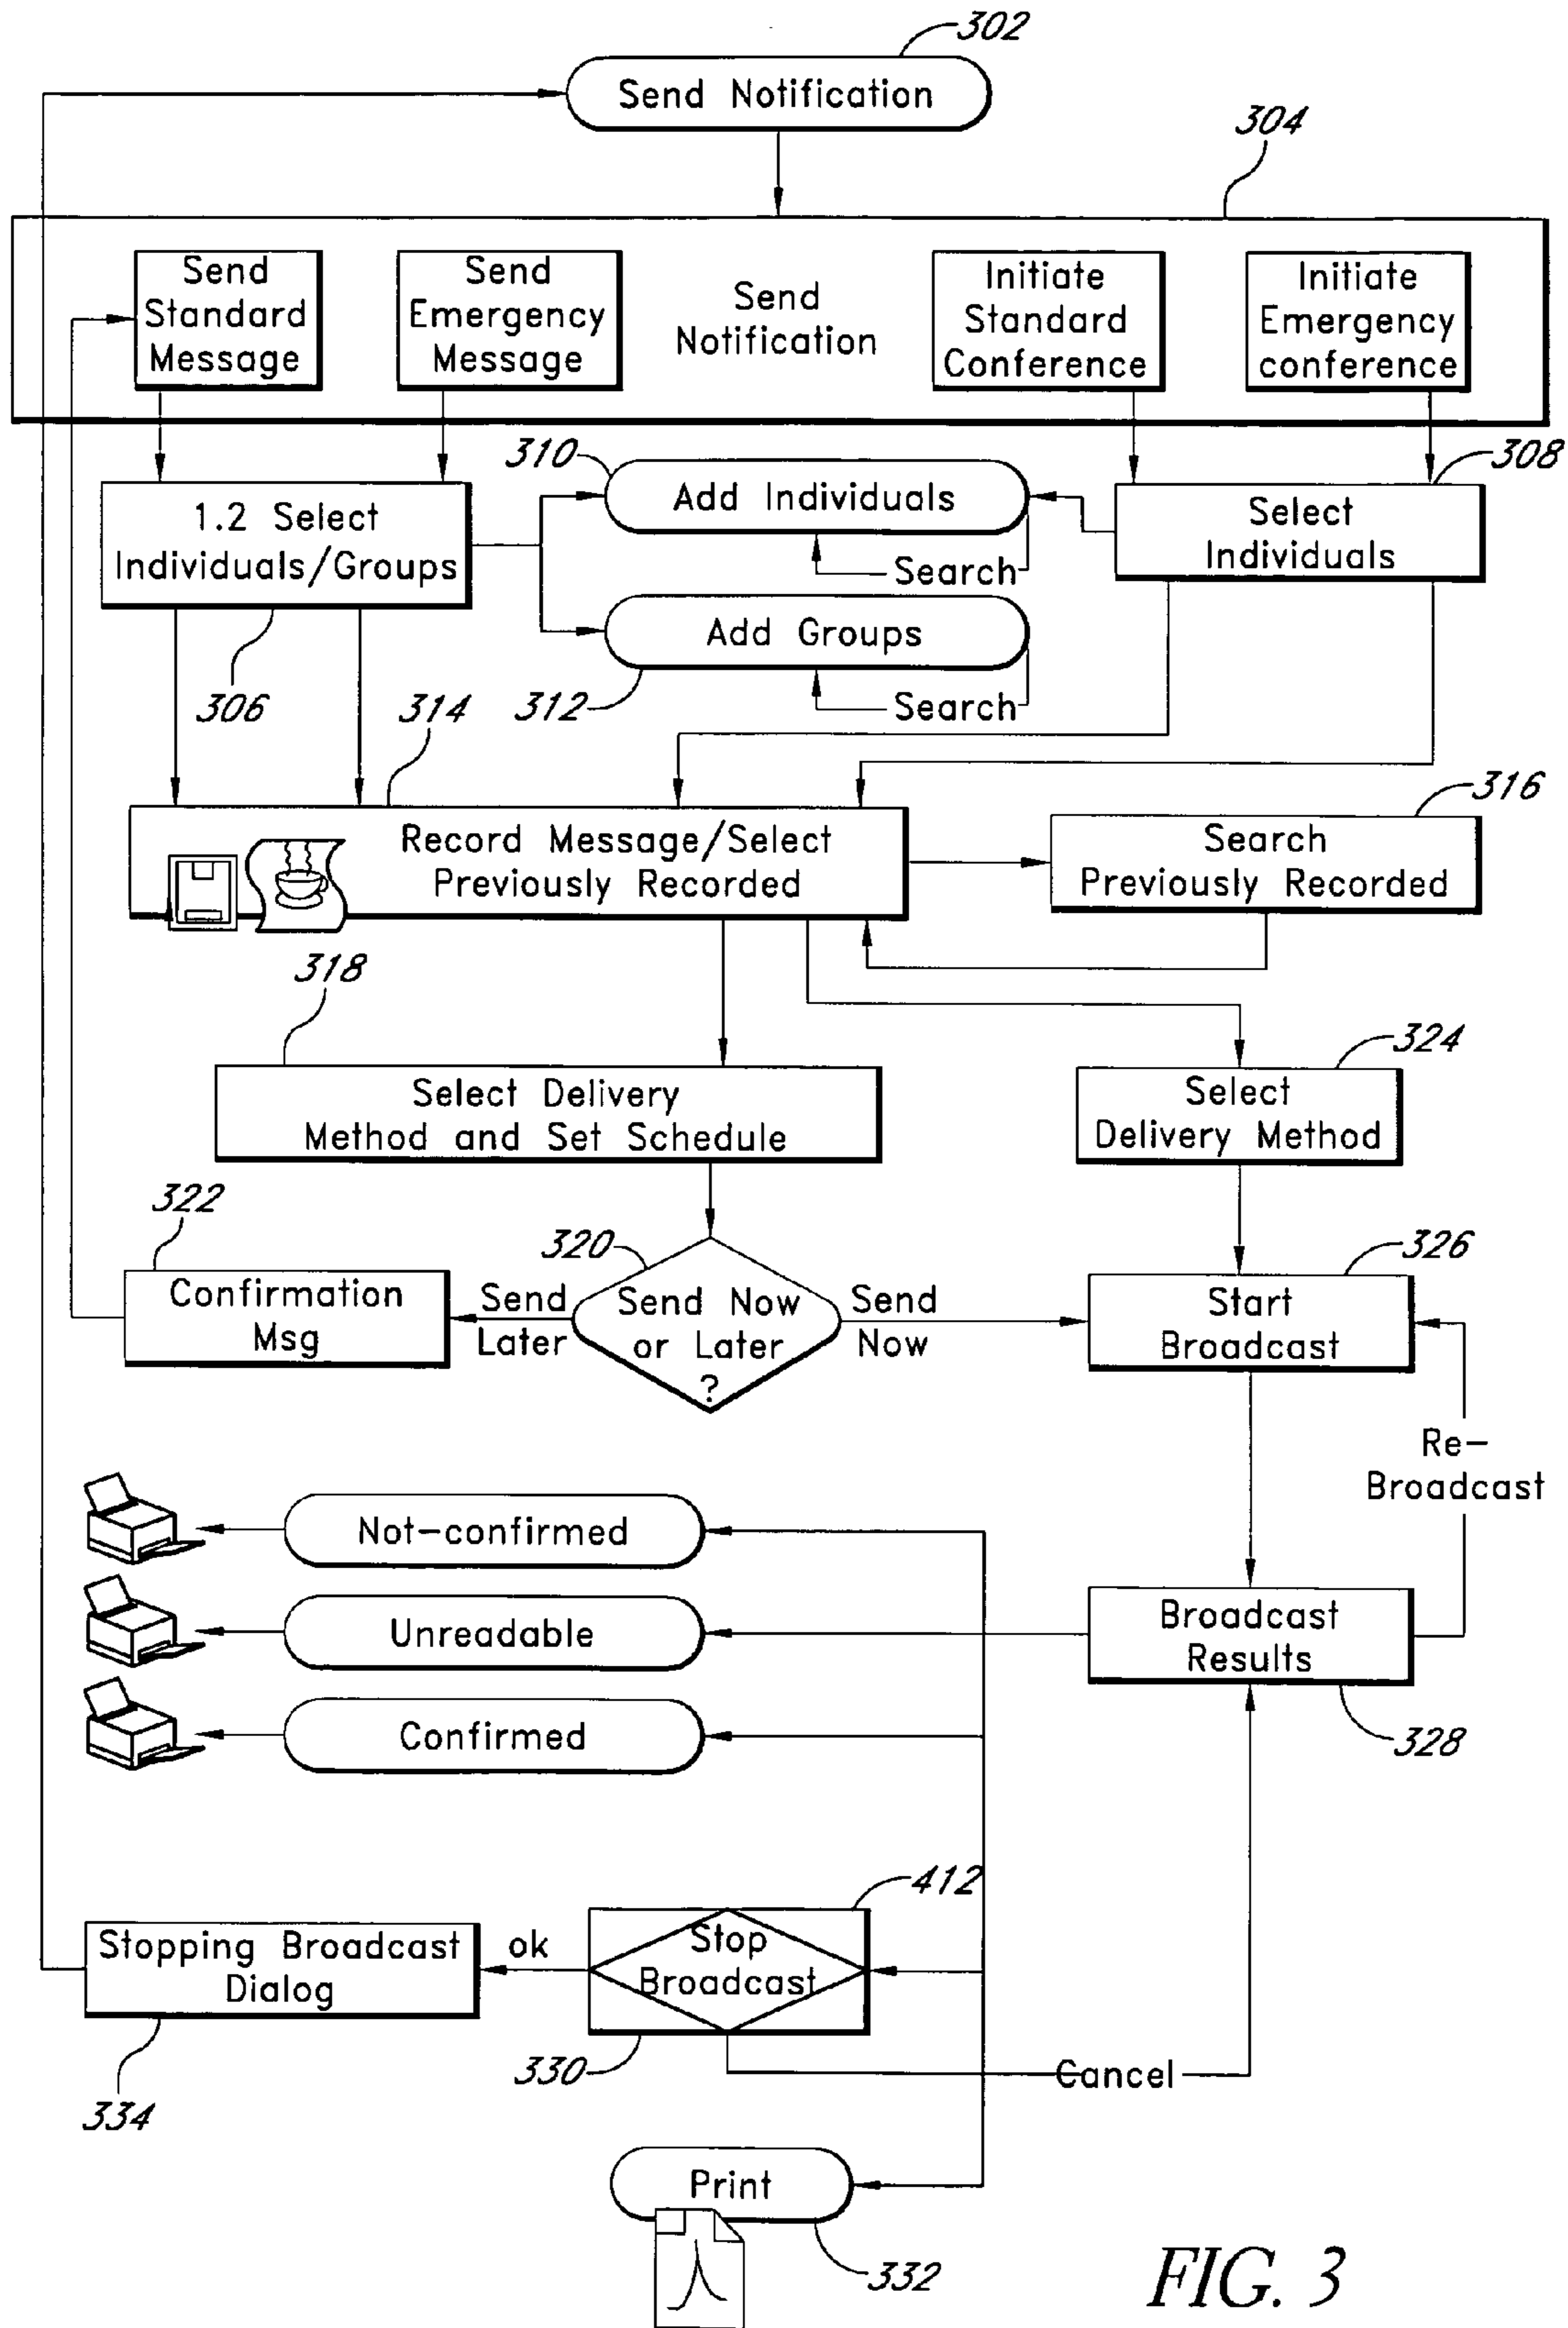 302
Send Notification
304
Send
Standard
Message
Send
Emergency
Message
Send
Notification
Initiate
Standard
Conference
Initiate
Emergency
conference
310
308
Add Individuals
1.2 Select
Individuals/Groups
Select
Individuals
Search
Add Groups
306
314
312
Search
316
Record Message/Select
Previously Recorded
Search
Previously Recorded
318
324
Select Delivery
Method and Set Schedule
Select
Delivery Method
322
320
326
Confirmation
Msg
Send
Later
Send Now
or Later
?
Send
Now
Start
Broadcast
Re-
Broadcast
Not-confirmed
Unreadable
Broadcast
Results
Confirmed
328
412
Stopping Broadcast
Dialog
ok
Stop
Broadcast
330
Cancel
334
Print
332
FIG. 3